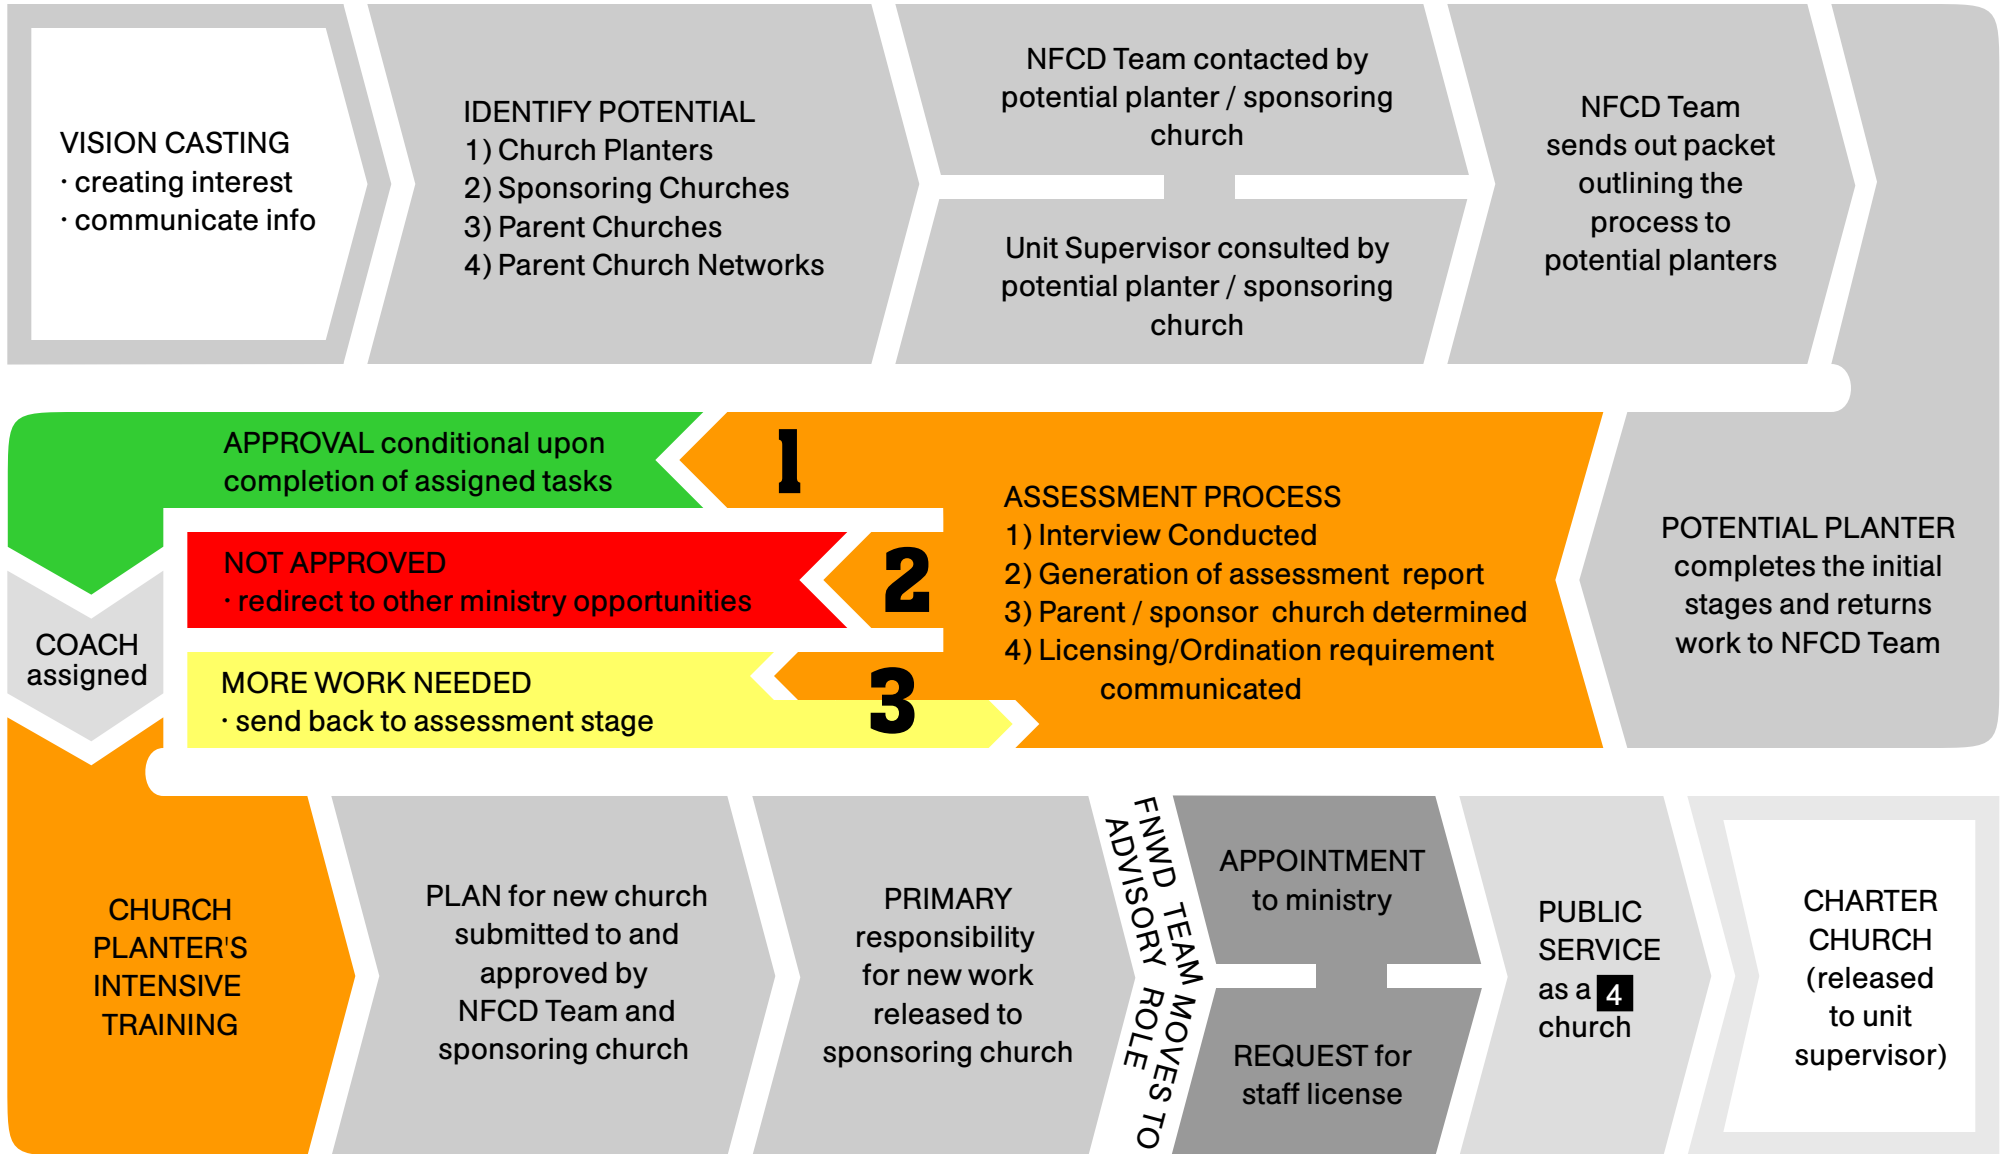 VISION CASTING
· creating interest
· communicate info
IDENTIFY POTENTIAL
1) Church Planters
2) Sponsoring Churches
3) Parent Churches
4) Parent Church Networks
NFCD Team contacted by
potential planter / sponsoring
church
Unit Supervisor consulted by
potential planter / sponsoring
church
NFCD Team
sends out packet
outlining the
process to
potential planters
POTENTIAL PLANTER
completes the initial
stages and returns
work to NFCD Team
ASSESSMENT PROCESS
1) Interview Conducted
2) Generation of assessment report
3) Parent / sponsor church determined
4) Licensing/Ordination requirement
communicated
1
APPROVAL conditional upon
completion of assigned tasks
2
NOT APPROVED
· redirect to other ministry opportunities
3
MORE WORK NEEDED
· send back to assessment stage
COACH
assigned
CHURCH
PLANTER'S
INTENSIVE
TRAINING
PLAN for new church
submitted to and
approved by
NFCD Team and
sponsoring church
PRIMARY
responsibility
for new work
released to
sponsoring church
FNWD TEAM MOVES TO
ADVISORY ROLE
APPOINTMENT
to ministry
REQUEST for
staff license
PUBLIC
SERVICE
as a 4
church
CHARTER
CHURCH
(released
to unit
supervisor)